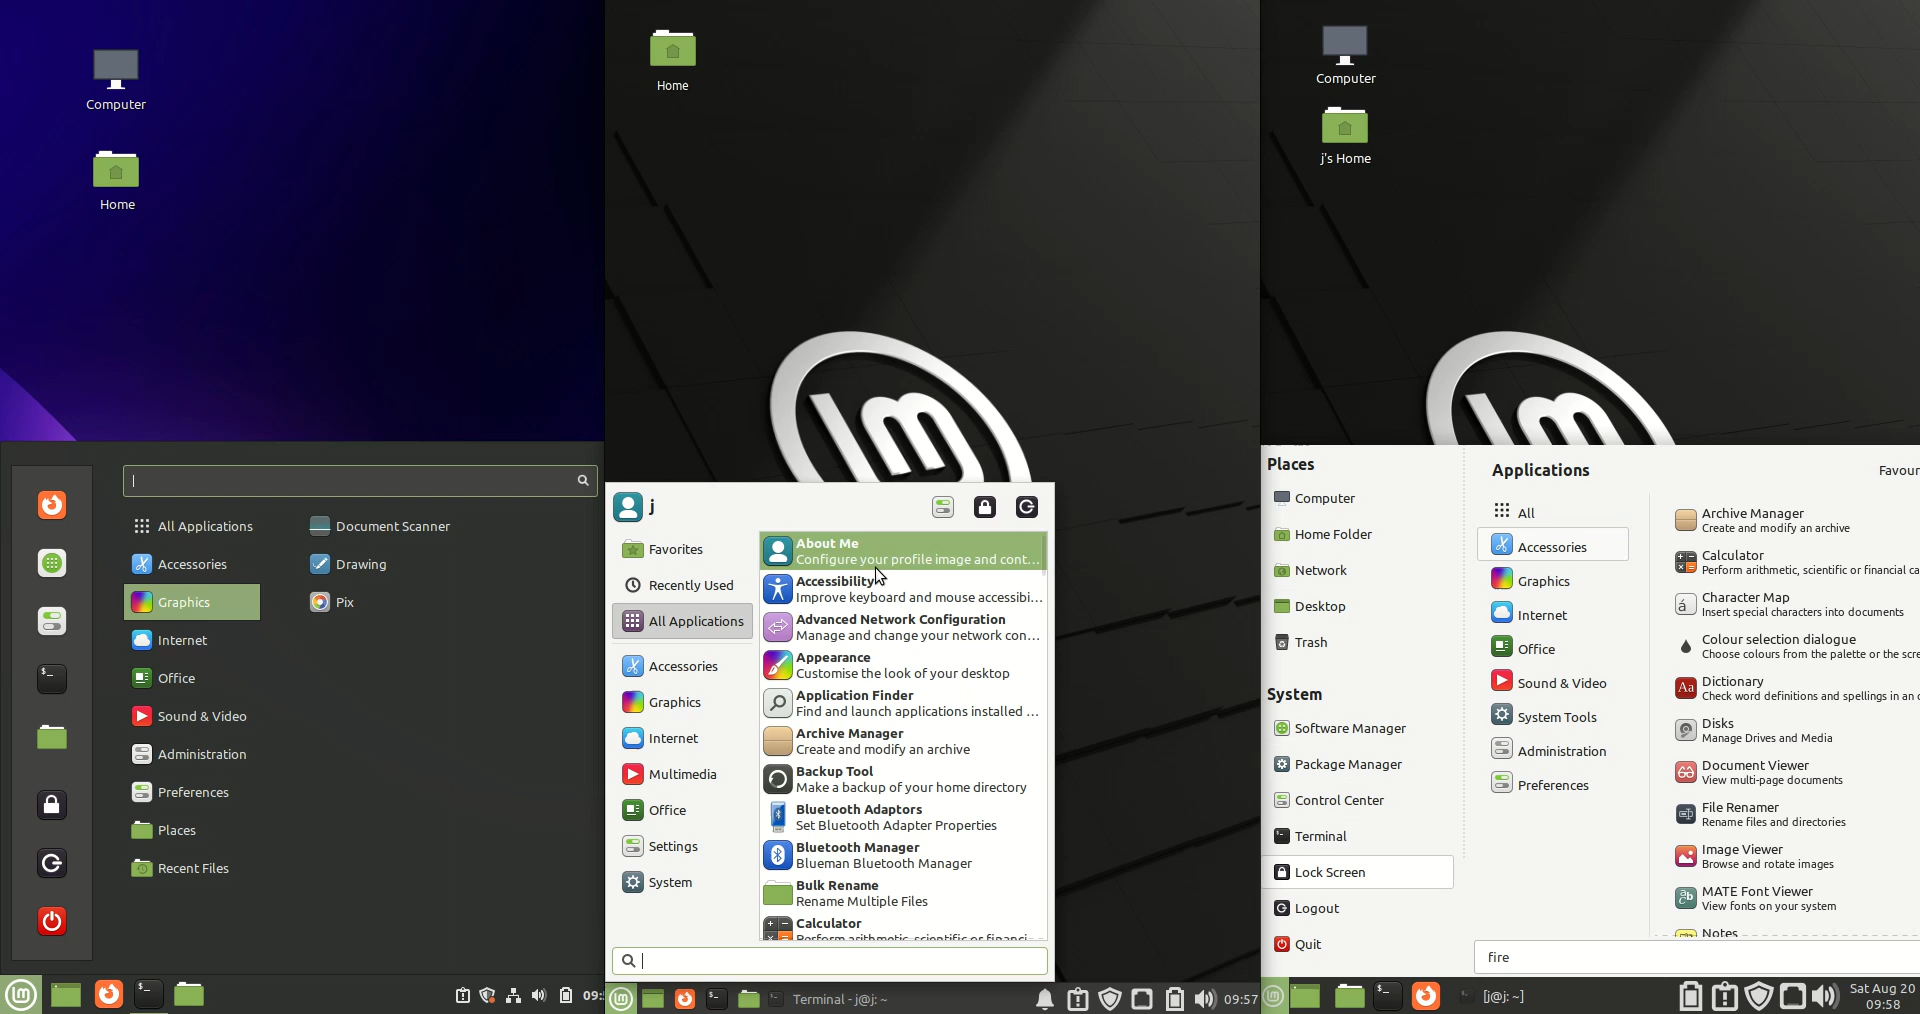 Computer
Home
All Applications
Accessories
Graphics
Internet
Office
Sound & Video
Administration
Preferences
Places
Recent Files
Document Scanner
Drawing
Pix
09:
Home
j
Favorites
Recently Used
All Applications
Accessories
Graphics
Internet
Multimedia
Office
Settings
System
About Me
Configure your profile image and cont...
Accessibility
Improve keyboard and mouse accessibi...
Advanced Network Configuration
Manage and change your network con...
Appearance
Customise the look of your desktop
Application Finder
Find and launch applications installed ...
Archive Manager
Create and modify an archive
Backup Tool
Make a backup of your home directory
Bluetooth Adaptors
Set Bluetooth Adapter Properties
Bluetooth Manager
Blueman Bluetooth Manager
Bulk Rename
Rename Multiple Files
Calculator
Perform arithmetic, scientific or financi...
Terminal - j@j: ~
09:57
Computer
j's Home
Places
Computer
Home Folder
Network
Desktop
Trash
System
Software Manager
Package Manager
Control Center
Terminal
Lock Screen
Logout
Quit
Applications
Favour
All
Accessories
Graphics
Internet
Office
Sound & Video
System Tools
Administration
Preferences
Archive Manager
Create and modify an archive
Calculator
Perform arithmetic, scientific or financial ca
Character Map
Insert special characters into documents
Colour selection dialogue
Choose colours from the palette or the scre
Dictionary
Check word definitions and spellings in an
Disks
Manage Drives and Media
Document Viewer
View multi-page documents
File Renamer
Rename files and directories
Image Viewer
Browse and rotate images
MATE Font Viewer
View fonts on your system
Notes
fire
[j@j: ~]
Sat Aug 20
09:58